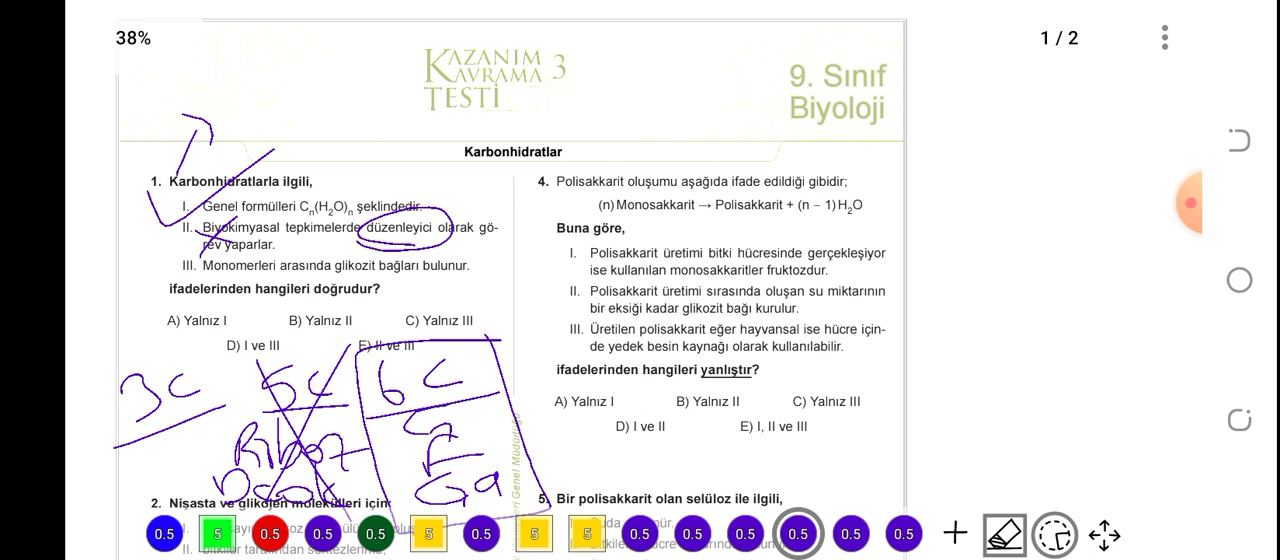 38%
1 / 2
KAZANIM
KAVRAMA 3
TESTİ
9. Sınıf
Biyoloji
Karbonhidratlar
1. Karbonhidratlarla ilgili,
I. Genel formülleri Cn(H2O)n şeklindedir.
II. Biyokimyasal tepkimelerde düzenleyici olarak gö-
rev yaparlar.
III. Monomerleri arasında glikozit bağları bulunur.
ifadelerinden hangileri doğrudur?
A) Yalnız I B) Yalnız II C) Yalnız III
D) I ve III E) II ve III
3C 5C 6C
Riboz
2. Nişasta ve glikojen molekülleri için;
II. bitkiler tarafından sentezlenme,
4. Polisakkarit oluşumu aşağıda ifade edildiği gibidir;
(n) Monosakkarit → Polisakkarit + (n − 1) H2O
Buna göre,
I. Polisakkarit üretimi bitki hücresinde gerçekleşiyor
ise kullanılan monosakkaritler fruktozdur.
II. Polisakkarit üretimi sırasında oluşan su miktarının
bir eksiği kadar glikozit bağı kurulur.
III. Üretilen polisakkarit eğer hayvansal ise hücre için-
de yedek besin kaynağı olarak kullanılabilir.
ifadelerinden hangileri yanlıştır?
A) Yalnız I B) Yalnız II C) Yalnız III
D) I ve II E) I, II ve III
5. Bir polisakkarit olan selüloz ile ilgili,
0.5 5 0.5 0.5 0.5 5 0.5 5 5 0.5 0.5 0.5 0.5 0.5 0.5